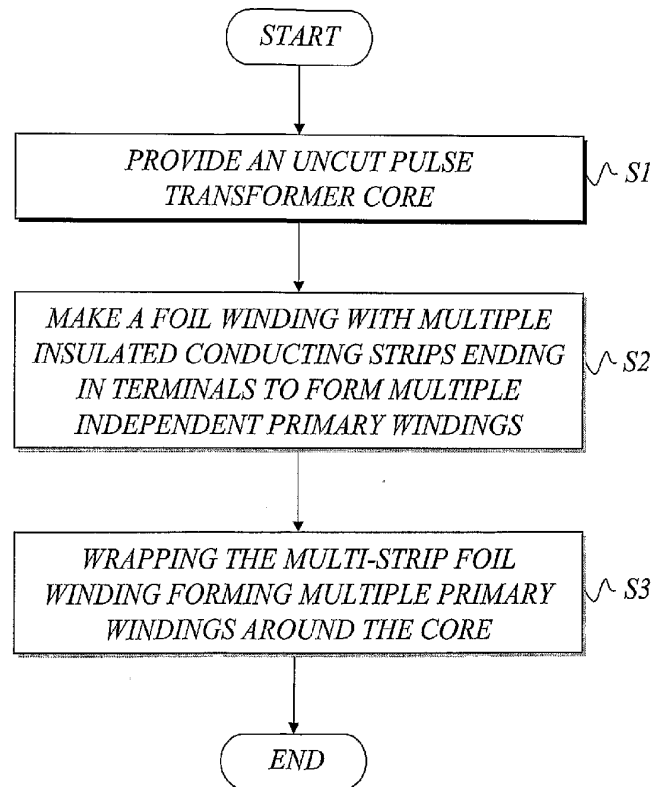 START
PROVIDE AN UNCUT PULSE
TRANSFORMER CORE
S1
MAKE A FOIL WINDING WITH MULTIPLE
INSULATED CONDUCTING STRIPS ENDING
IN TERMINALS TO FORM MULTIPLE
INDEPENDENT PRIMARY WINDINGS
S2
WRAPPING THE MULTI-STRIP FOIL
WINDING FORMING MULTIPLE PRIMARY
WINDINGS AROUND THE CORE
S3
END